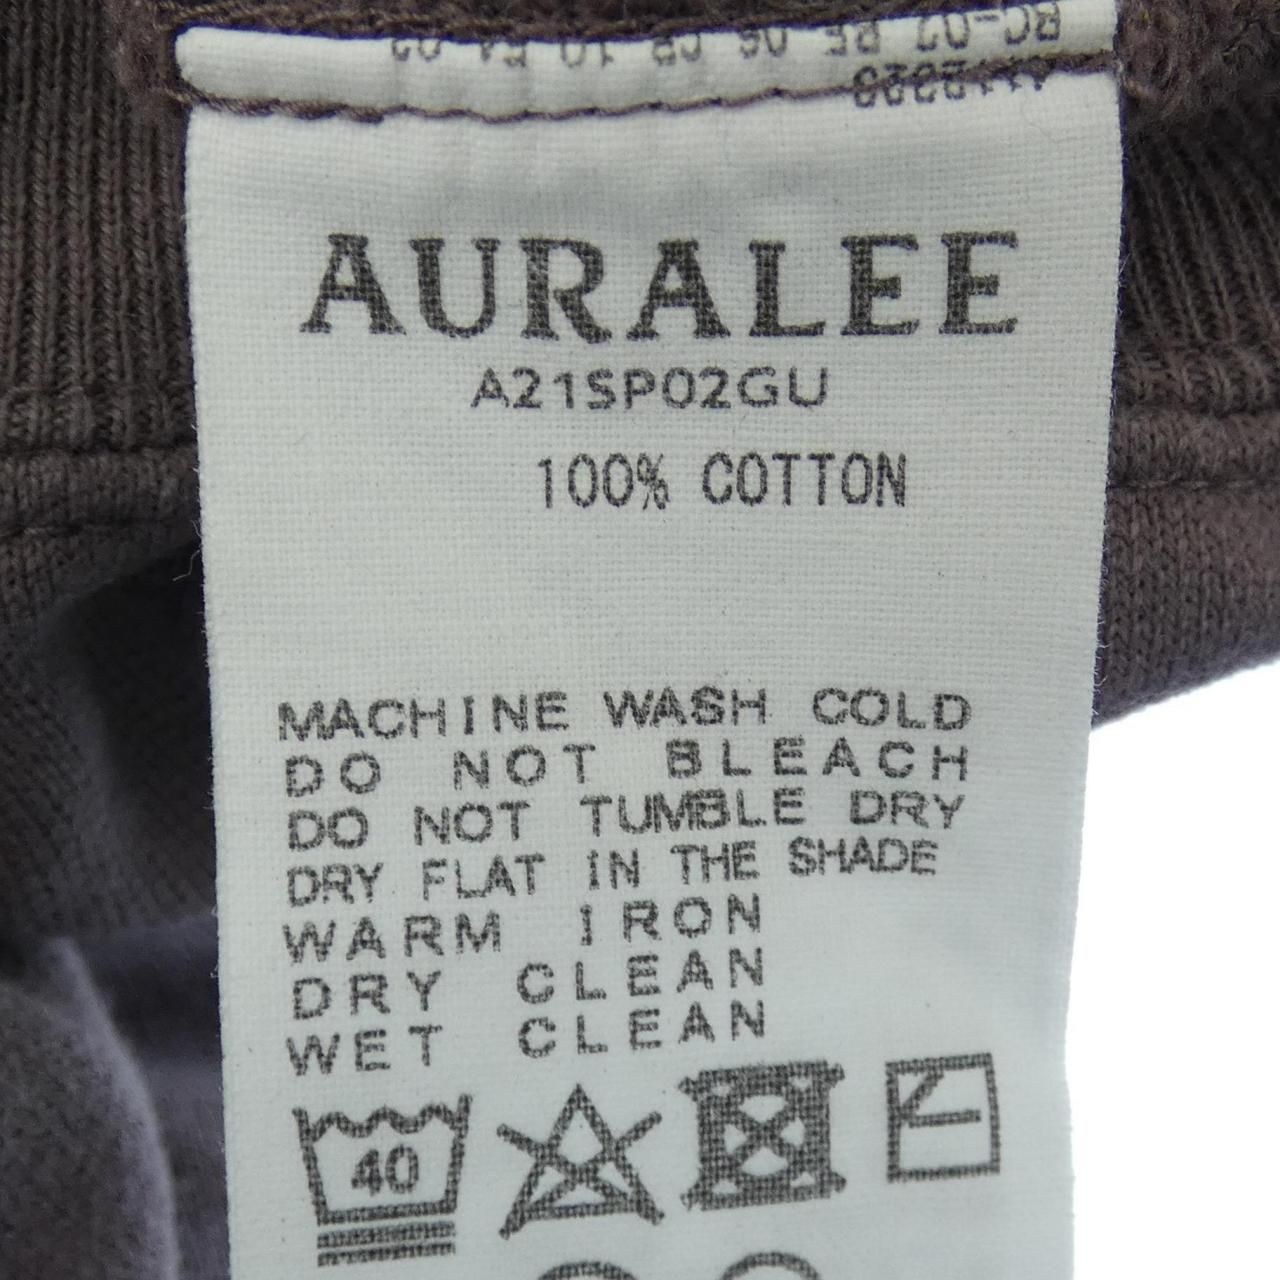 AURALEE
A21SP02GU
100% COTTON
MACHINE WASH COLD
DO NOT BLEACH
DO NOT TUMBLE DRY
DRY FLAT IN THE SHADE
WARM IRON
DRY CLEAN
WET CLEAN
40